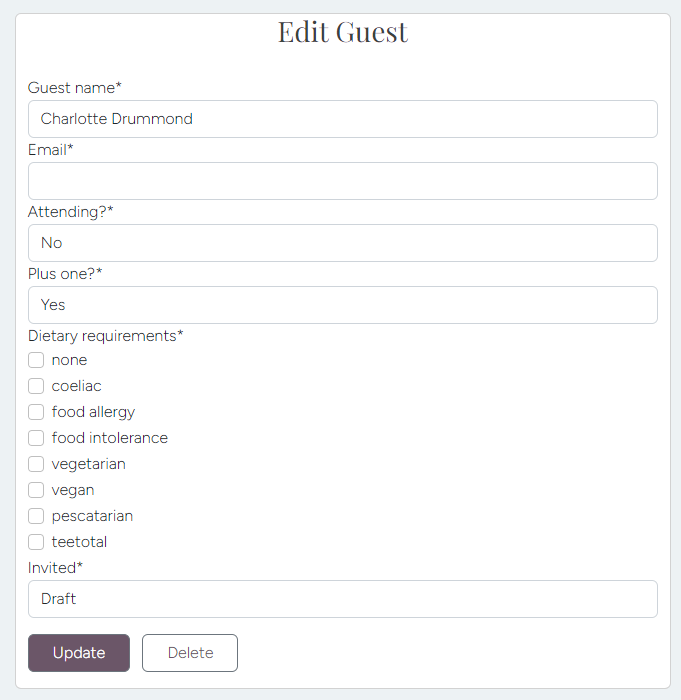 Edit Guest
Guest name*
Charlotte Drummond
Email*
Attending?*
No
Plus one?*
Yes
Dietary requirements*
none
coeliac
food allergy
food intolerance
vegetarian
vegan
pescatarian
teetotal
Invited*
Draft
Update Delete